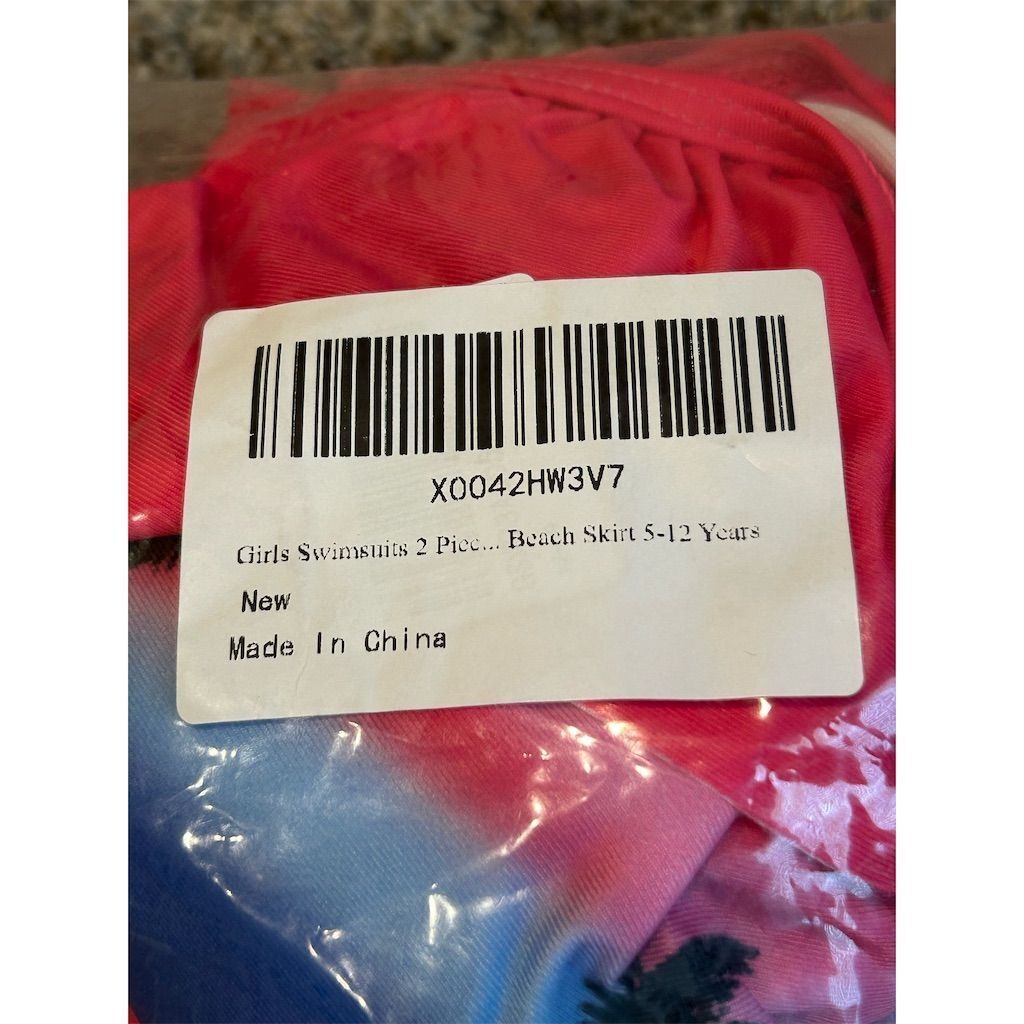 X0042HW3V7
Girls Swimsuits 2 Piec... Beach Skirt 5-12 Years
New
Made In China